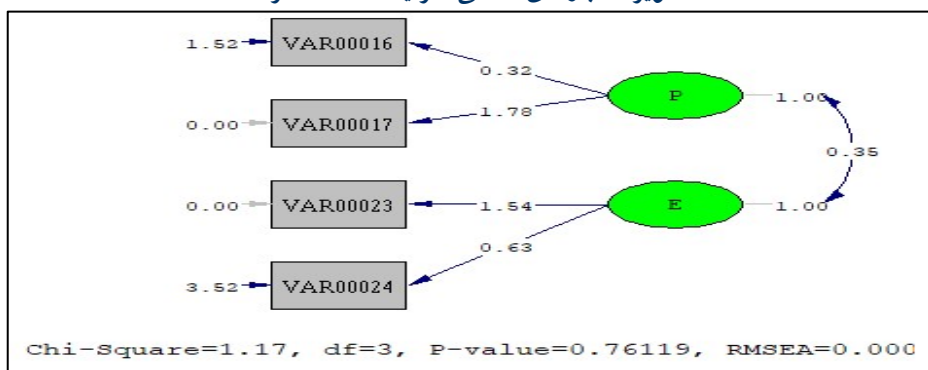 1.52 VAR00016
0.32
P 1.00
0.00 VAR00017 1.78
0.35
0.00 VAR00023 1.54 E 1.00
0.63
3.52 VAR00024
Chi-Square=1.17, df=3, P-value=0.76119, RMSEA=0.000